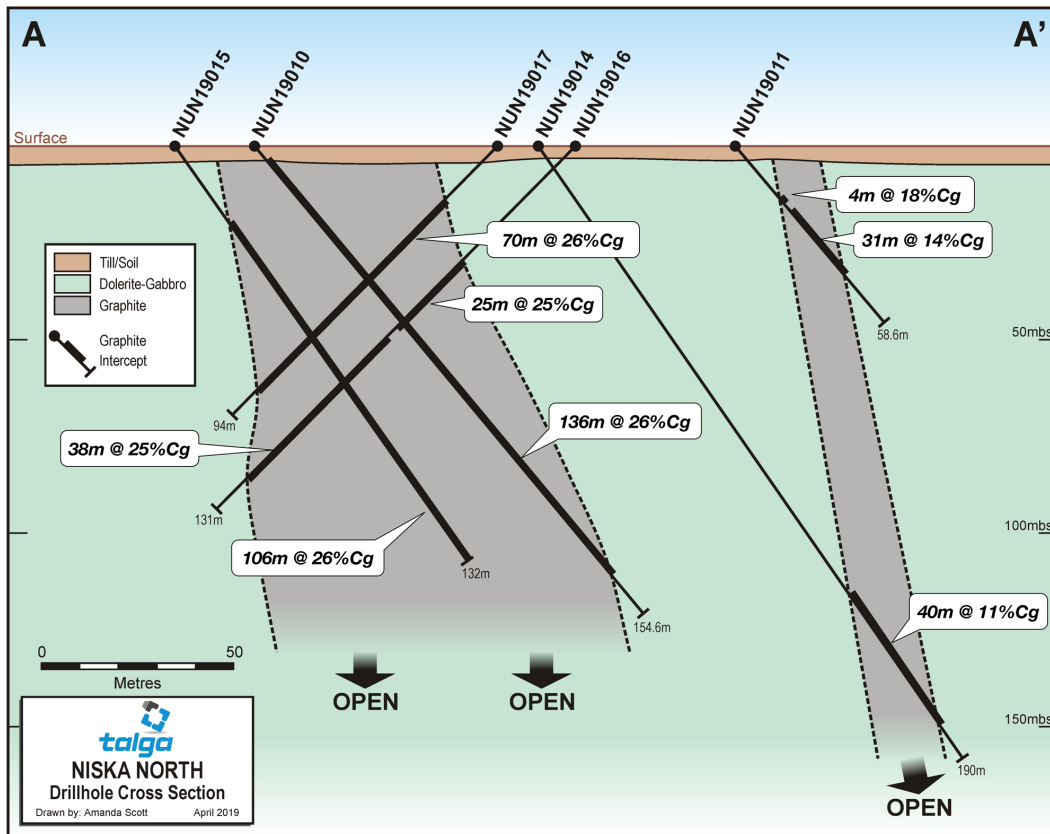 A
A'
NUN19015
NUN19010
NUN19017
NUN19014
NUN19016
NUN19011
Surface
4m @ 18%Cg
70m @ 26%Cg
31m @ 14%Cg
Till/Soil
Dolerite-Gabbro
Graphite
Graphite
Intercept
25m @ 25%Cg
58.6m
50mbs
94m
136m @ 26%Cg
38m @ 25%Cg
131m
100mbs
106m @ 26%Cg
132m
154.6m
40m @ 11%Cg
0 50
Metres
OPEN
OPEN
150mbs
190m
OPEN
talga
NISKA NORTH
Drillhole Cross Section
Drawn by: Amanda Scott April 2019